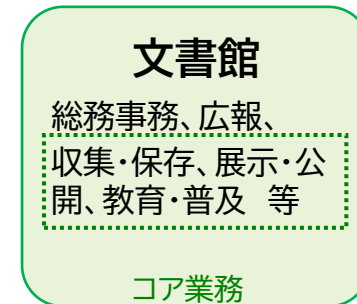 文書館
総務事務、広報、
収集・保存、展示・公
開、教育・普及　等
コア業務